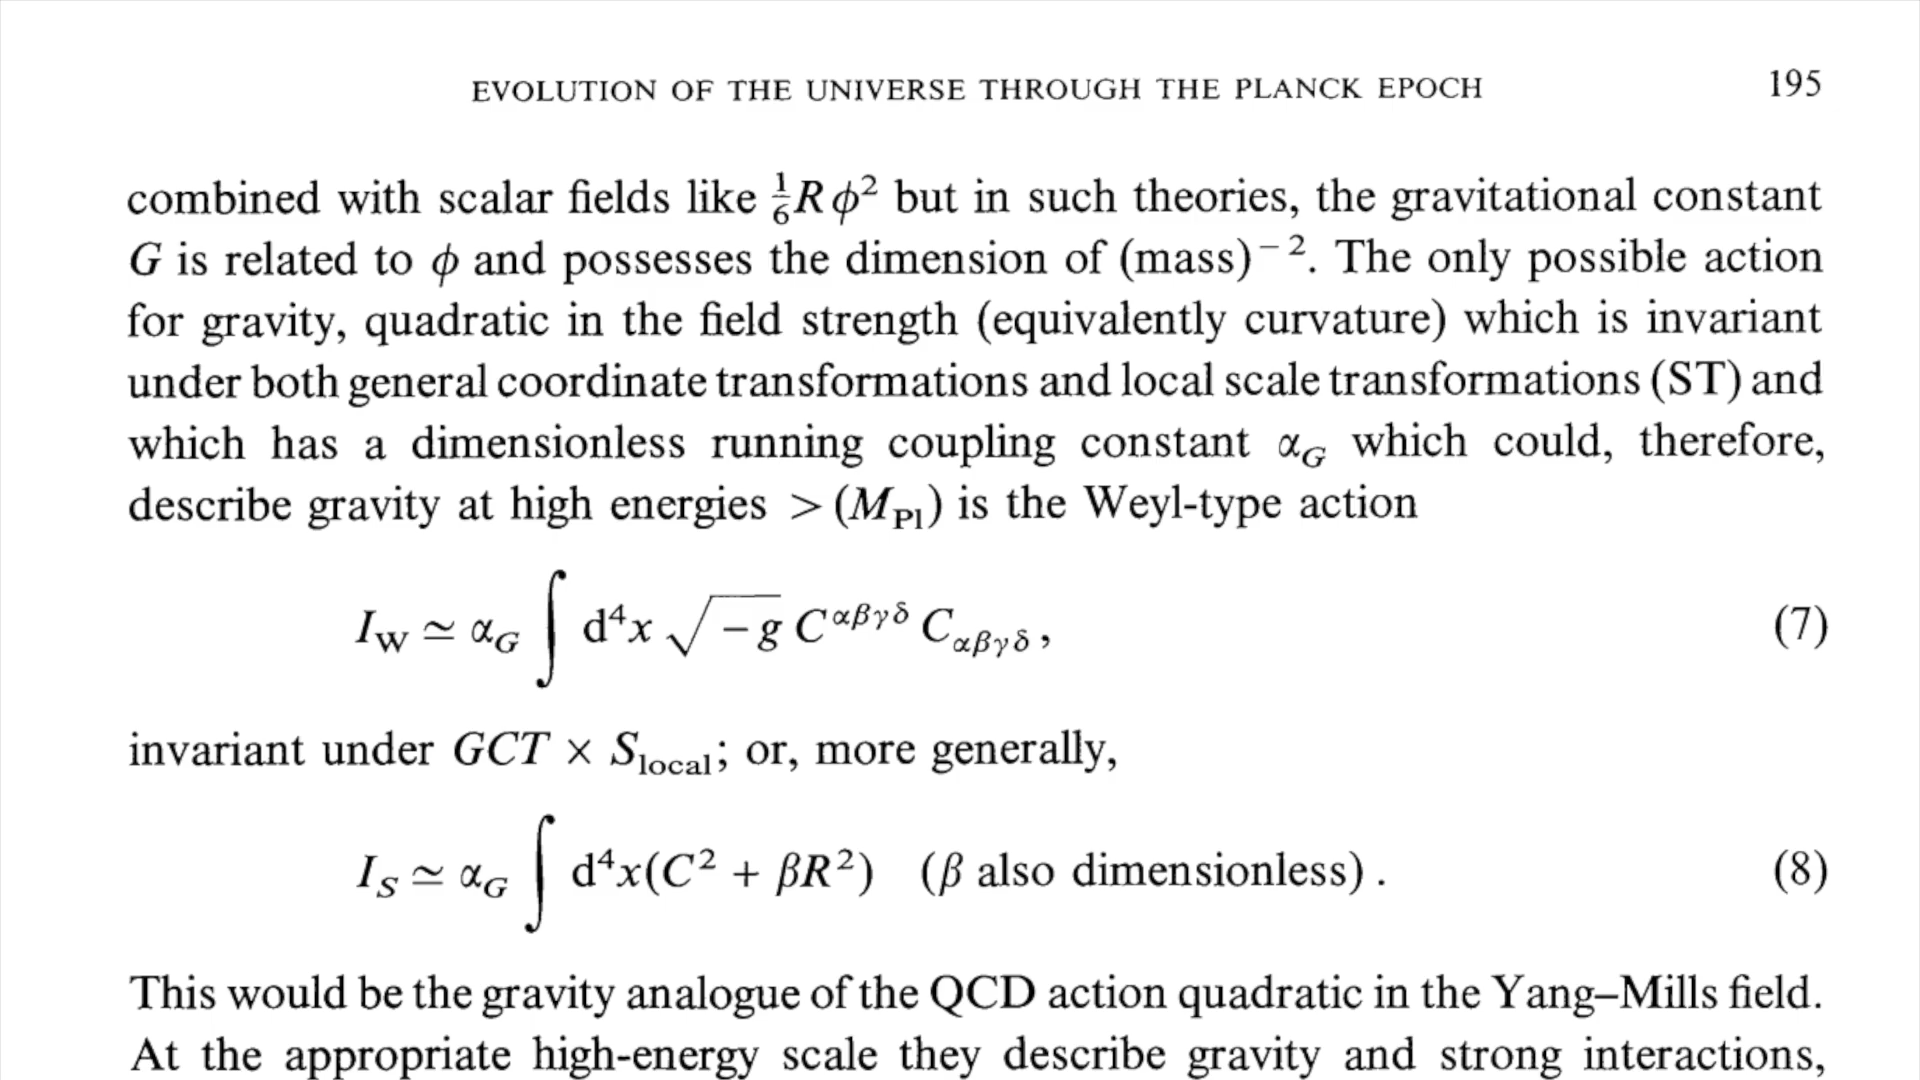 EVOLUTION OF THE UNIVERSE THROUGH THE PLANCK EPOCH 195
combined with scalar fields like ⅙Rϕ² but in such theories, the gravitational constant
G is related to ϕ and possesses the dimension of (mass)⁻². The only possible action
for gravity, quadratic in the field strength (equivalently curvature) which is invariant
under both general coordinate transformations and local scale transformations (ST) and
which has a dimensionless running coupling constant α_G which could, therefore,
describe gravity at high energies >(M_Pl) is the Weyl-type action
I_W ≃ α_G ∫ d⁴x √−g C^αβγδ C_αβγδ, (7)
invariant under GCT × S_local; or, more generally,
I_S ≃ α_G ∫ d⁴x(C² + βR²) (β also dimensionless). (8)
This would be the gravity analogue of the QCD action quadratic in the Yang–Mills field.
At the appropriate high-energy scale they describe gravity and strong interactions,